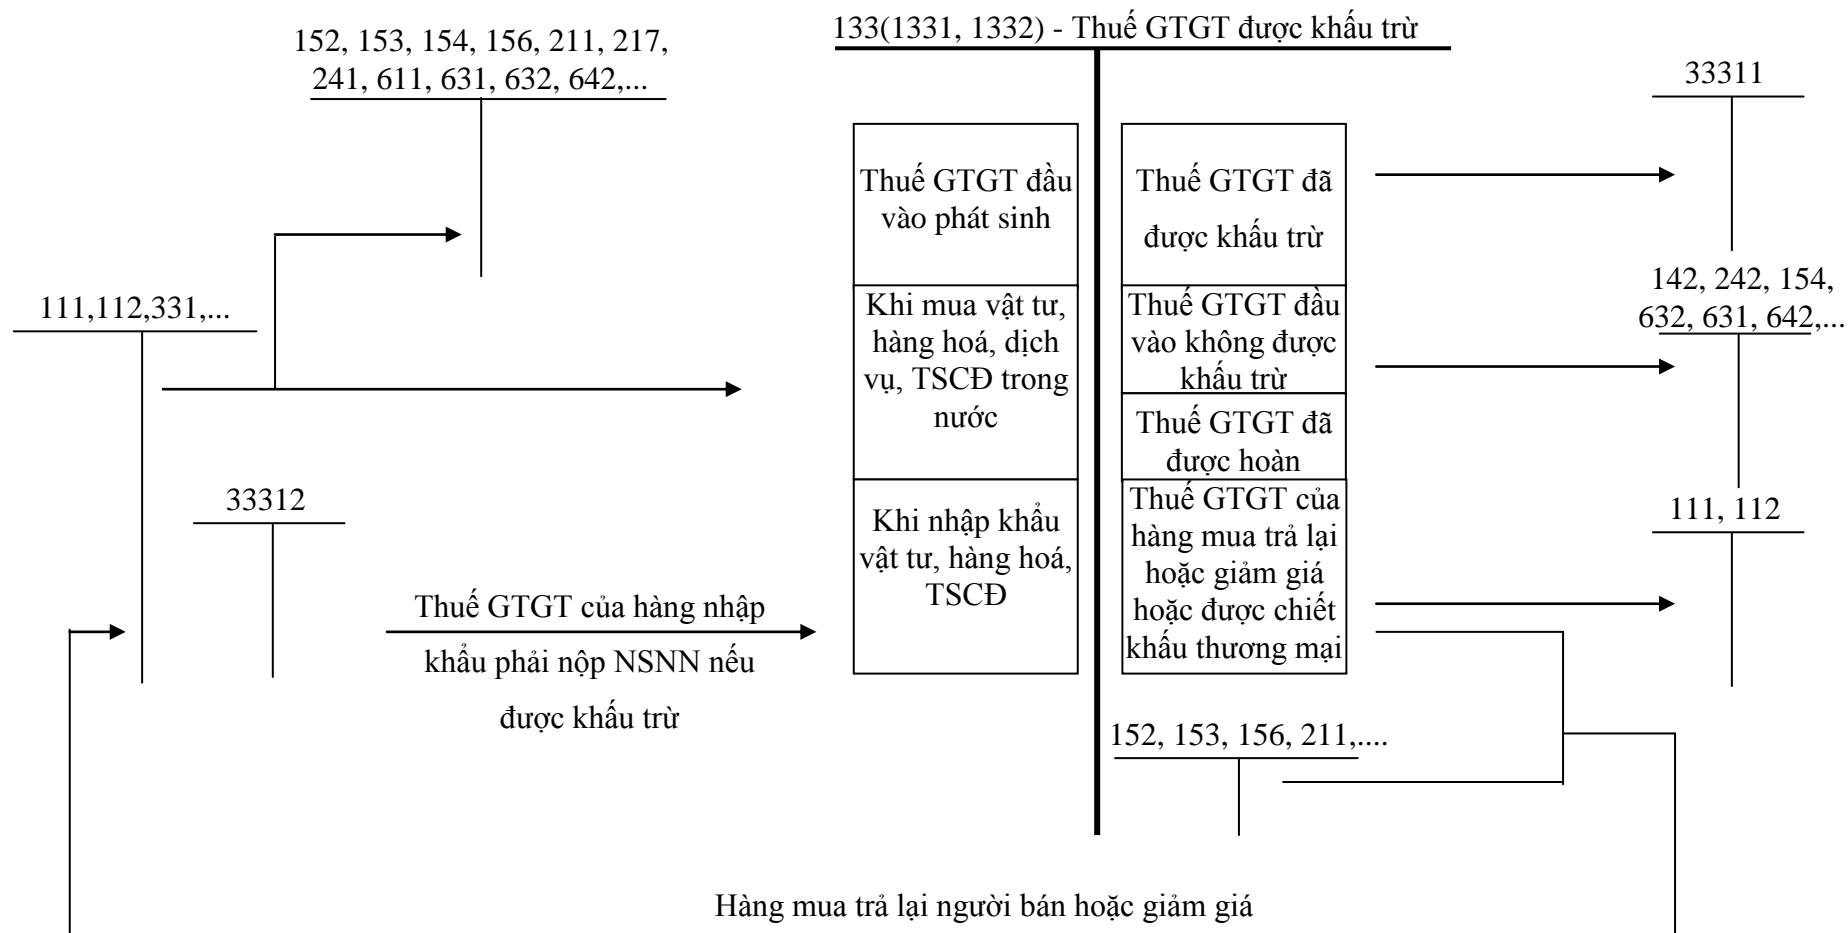 133(1331, 1332) - Thuế GTGT được khấu trừ
152, 153, 154, 156, 211, 217,
241, 611, 631, 632, 642,...
33311
Thuế GTGT đầu
vào phát sinh
Thuế GTGT đã
được khấu trừ
111,112,331,...
Khi mua vật tư,
hàng hoá, dịch
vụ, TSCĐ trong
nước
Thuế GTGT đầu
vào không được
khấu trừ
142, 242, 154,
632, 631, 642,...
Thuế GTGT đã
được hoàn
33312
Khi nhập khẩu
vật tư, hàng hoá,
TSCĐ
Thuế GTGT của
hàng mua trả lại
hoặc giảm giá
hoặc được chiết
khấu thương mại
111, 112
Thuế GTGT của hàng nhập
khẩu phải nộp NSNN nếu
được khấu trừ
152, 153, 156, 211,....
Hàng mua trả lại người bán hoặc giảm giá